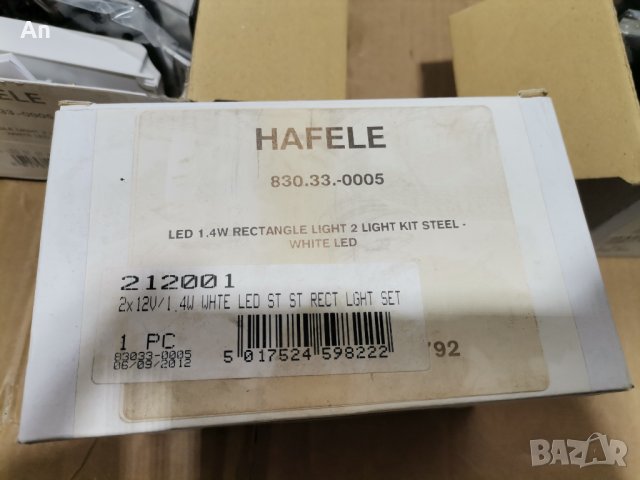 An
HAFELE
830.33.-0005
LED 1.4W RECTANGLE LIGHT 2 LIGHT KIT STEEL -
WHITE LED
212001
2x12V/1.4W WHTE LED ST ST RECT LGHT SET
1 PC
83033-0005
06/09/2012
5 017524 598222
792
BAZAR